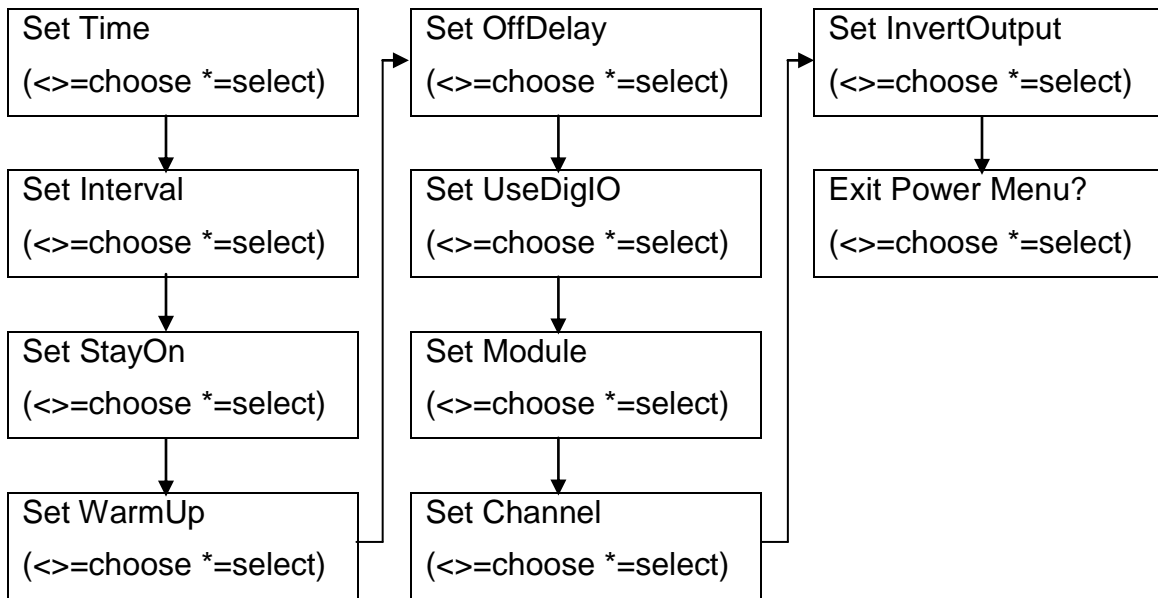 Set Time
(<>=choose *=select)
Set Interval
(<>=choose *=select)
Set StayOn
(<>=choose *=select)
Set WarmUp
(<>=choose *=select)
Set OffDelay
(<>=choose *=select)
Set UseDigIO
(<>=choose *=select)
Set Module
(<>=choose *=select)
Set Channel
(<>=choose *=select)
Set InvertOutput
(<>=choose *=select)
Exit Power Menu?
(<>=choose *=select)